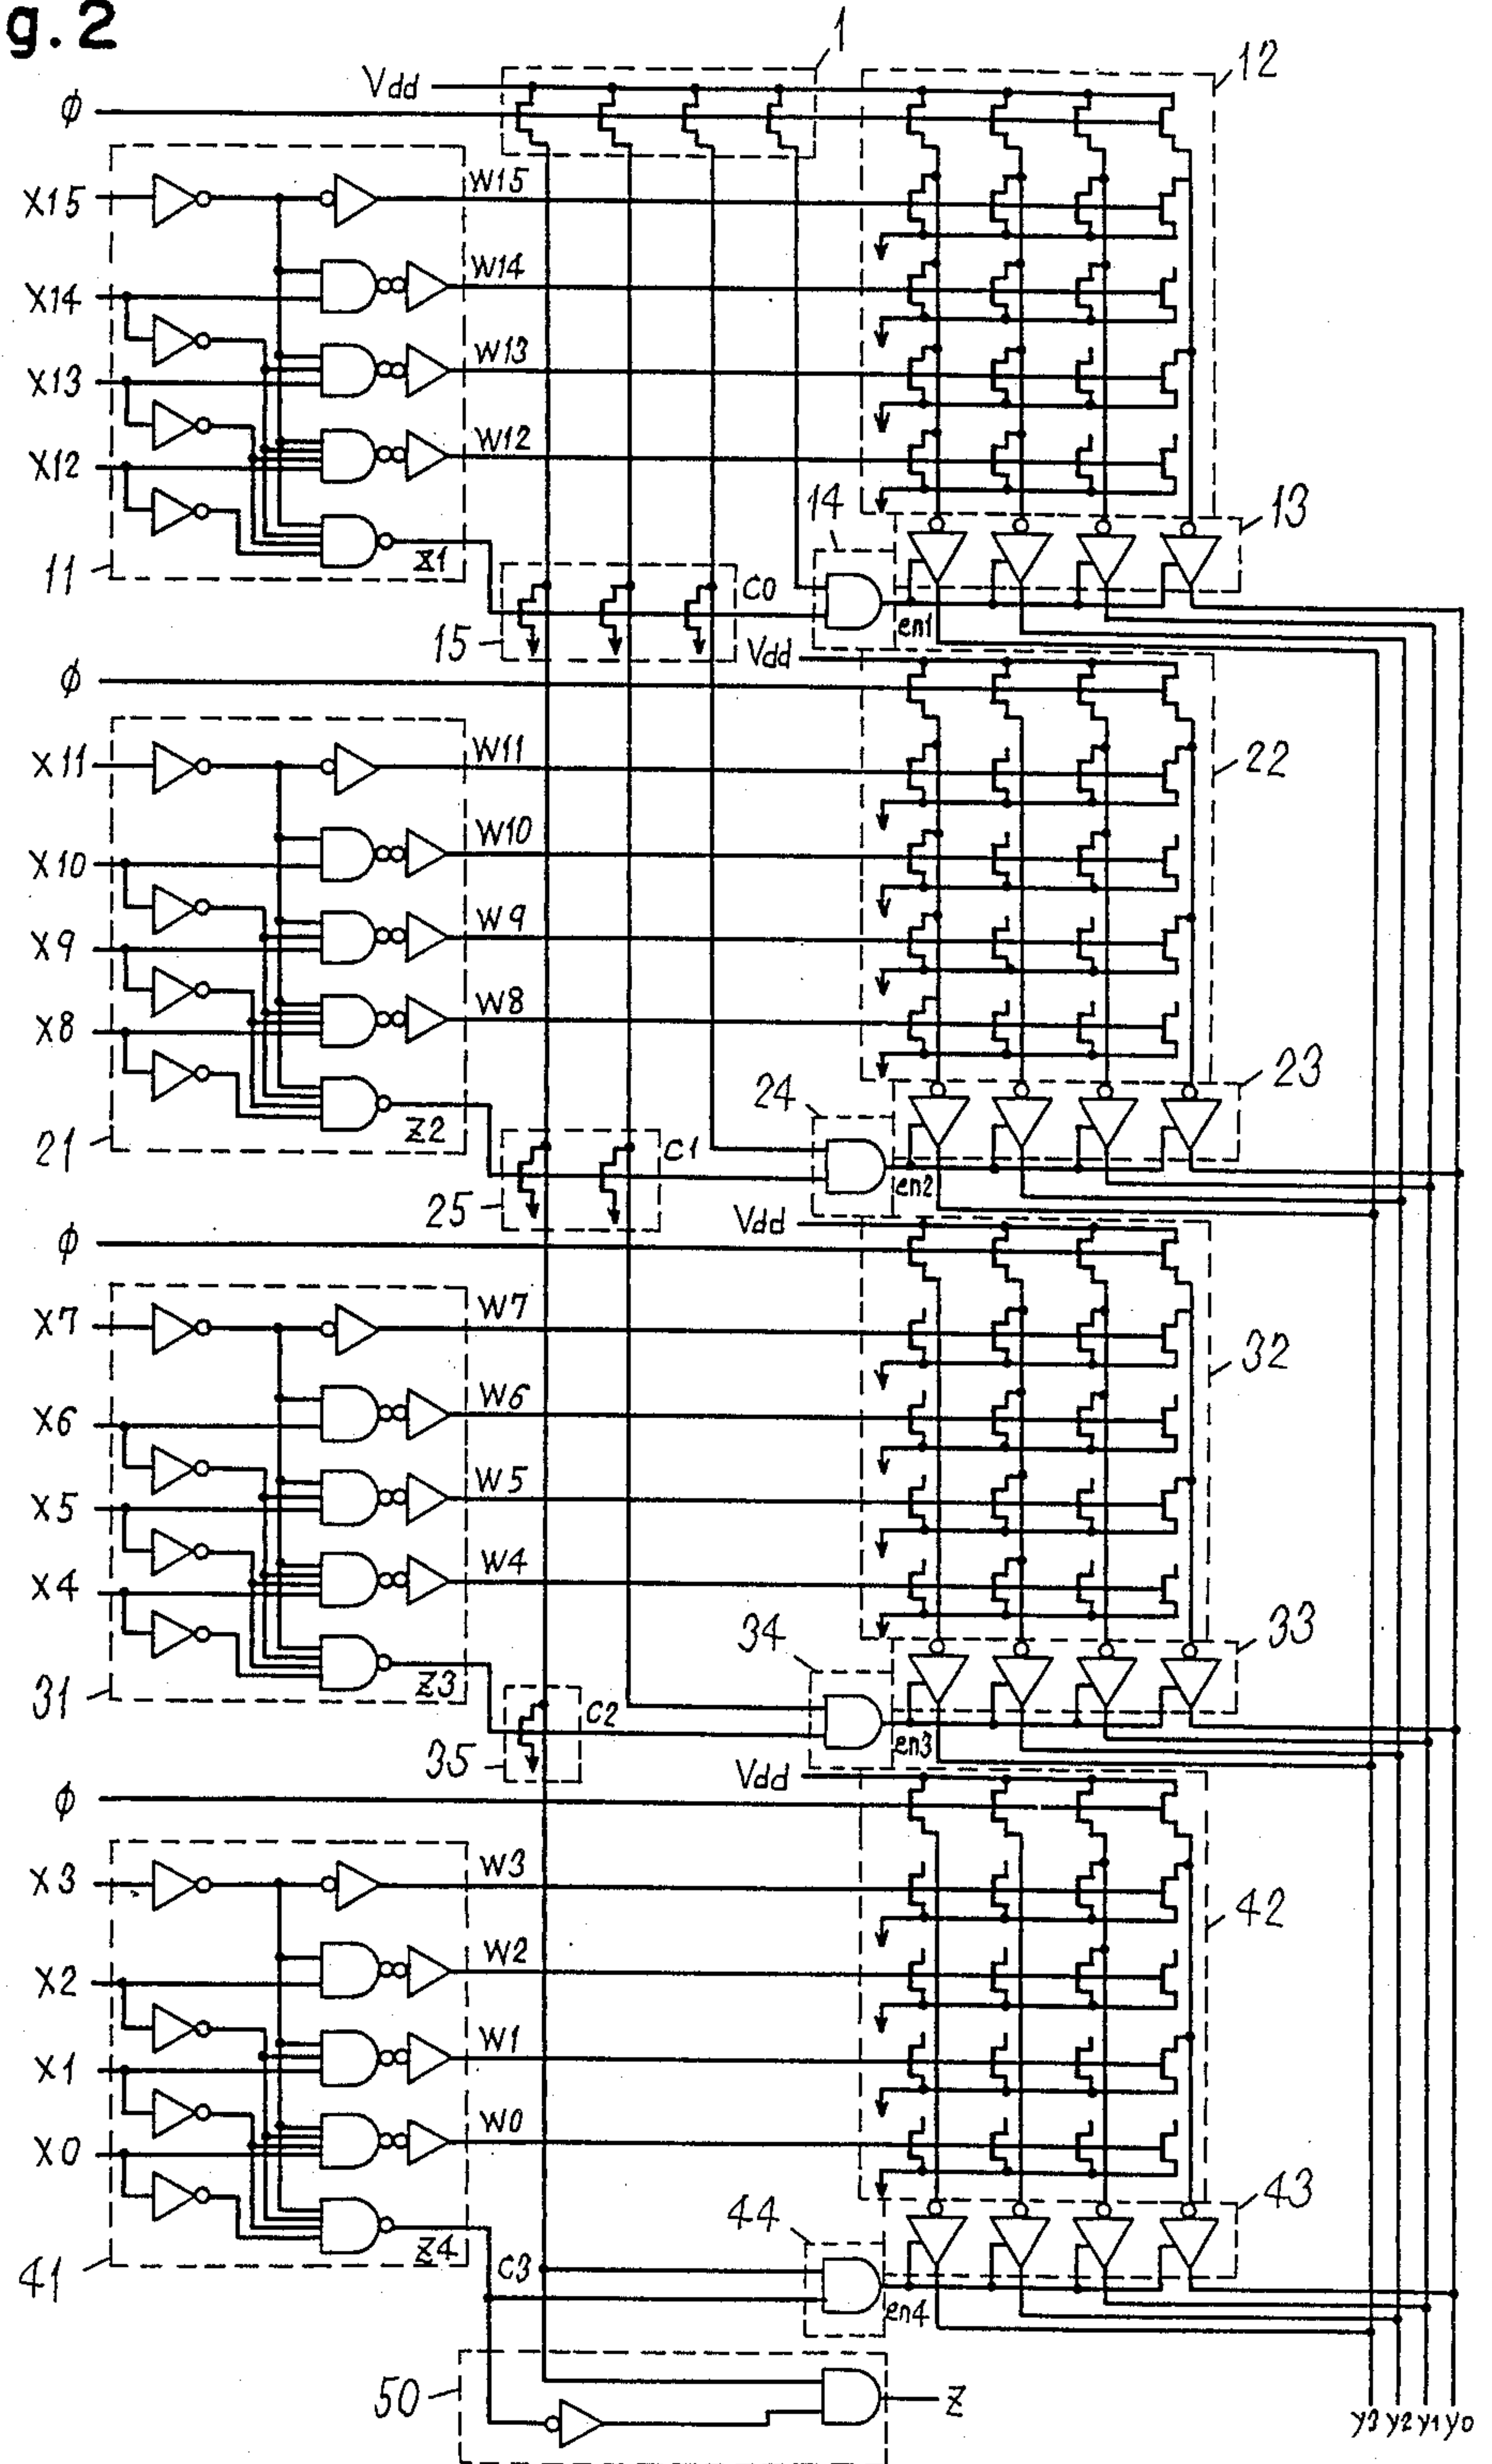 g.2
1
12
Vdd
φ
X15
W15
W14
X14
W13
X13
W12
X12
14
13
11
Z1
C0
15
en1
Vdd
φ
X11
W11
22
W10
X10
W9
X9
W8
X8
24
23
21
Z2
C1
25
en2
Vdd
φ
X7
W7
32
W6
X6
W5
X5
W4
X4
34
33
31
Z3
C2
35
en3
Vdd
φ
X3
W3
42
W2
X2
W1
X1
W0
X0
44
43
41
Z4
C3
en4
50
Z
y3 y2 y1 y0